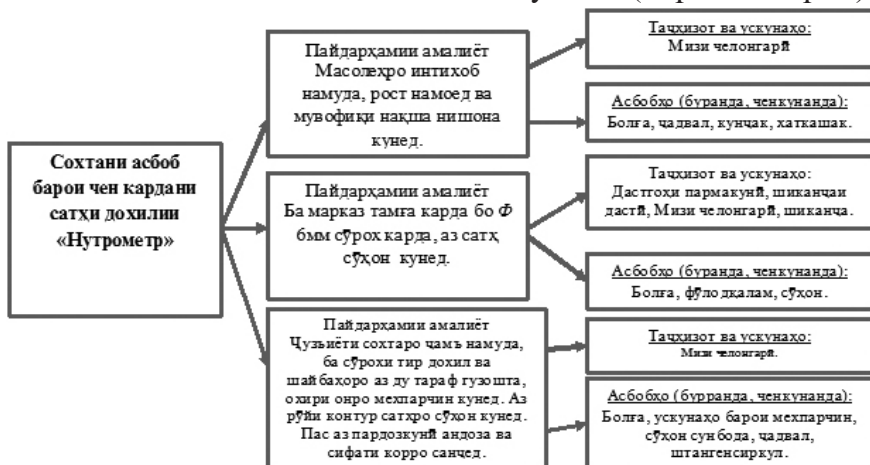 Сохтани асбоб
барои чен кардани
сатҳи дохилии
«Нутрометр»
Пайдарҳамии амалиёт
Масолеҳро интихоб
намуда, рост намоед ва
мувофиқи нақша нишона
кунед.
Таҷҳизот ва ускунаҳо:
Мизи челонгарӣ
Асбобҳо (буранда, ченкунанда):
Болға, ҷадвал, кунҷак, хаткашак.
Пайдарҳамии амалиёт
Ба марказ тамға карда бо Ф
6мм сӯрох карда, аз сатҳ
сӯҳон кунед.
Таҷҳизот ва ускунаҳо:
Дастгоҳи пармакунӣ, шиканҷаи
дастӣ, Мизи челонгарӣ, шиканҷа.
Асбобҳо (буранда, ченкунанда):
Болға, фӯлодқалам, сӯҳон.
Пайдарҳамии амалиёт
Ҷузъиёти сохтаро ҷамъ намуда,
ба сӯрохи тир дохил ва
шайбаҳоро аз ду тараф гузошта,
охири онро мехпарчин кунед. Аз
рӯйи контур сатҳро сӯҳон кунед.
Пас аз пардозкунӣ андоза ва
сифати корро санҷед.
Таҷҳизот ва ускунаҳо:
Мизи челонгарӣ.
Асбобҳо (бурранда, ченкунанда):
Болға, ускунаҳо барои мехпарчин,
сӯҳон сунбода, ҷадвал,
штангенсиркул.